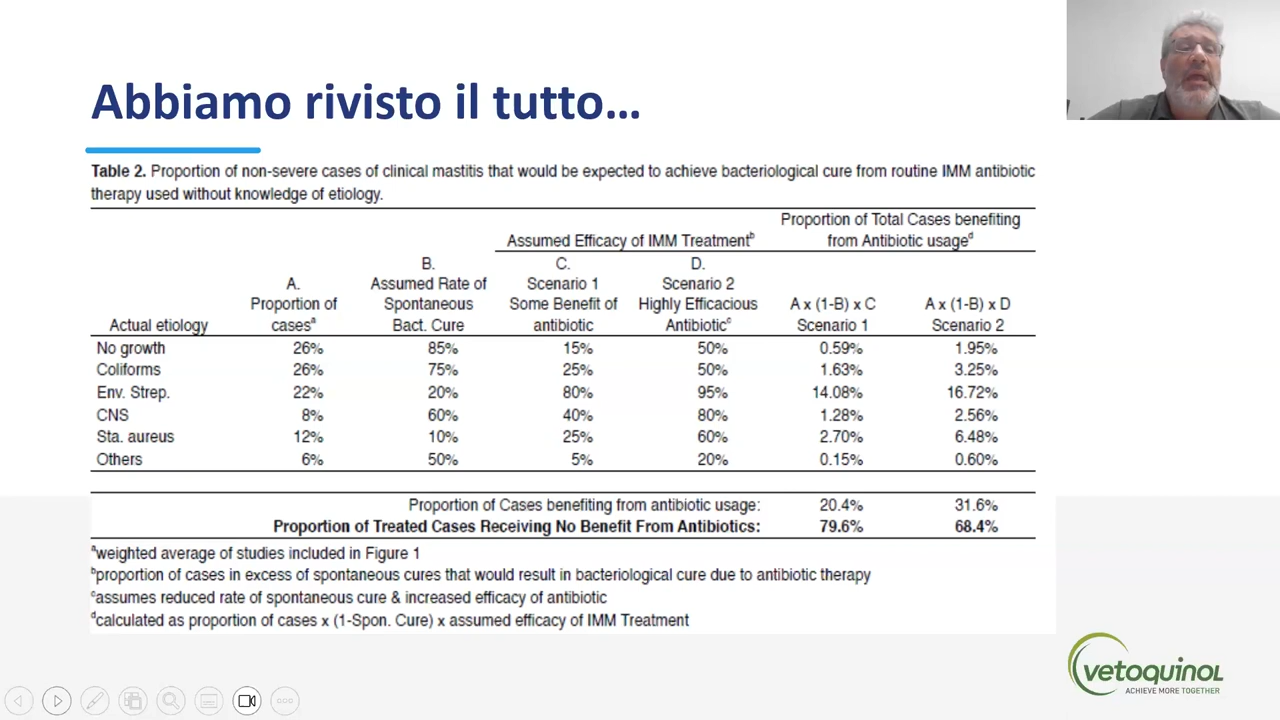 Abbiamo rivisto il tutto...
Table 2. Proportion of non-severe cases of clinical mastitis that would be expected to achieve bacteriological cure from routine IMM antibiotic
therapy used without knowledge of etiology.
Proportion of Total Cases benefiting
Assumed Efficacy of IMM Treatmentᵇ from Antibiotic usageᵈ
B. C. D.
A. Assumed Rate of Scenario 1 Scenario 2
Proportion of Spontaneous Some Benefit of Highly Efficacious A x (1-B) x C A x (1-B) x D
Actual etiology casesᵃ Bact. Cure antibiotic Antibioticᶜ Scenario 1 Scenario 2
No growth 26% 85% 15% 50% 0.59% 1.95%
Coliforms 26% 75% 25% 50% 1.63% 3.25%
Env. Strep. 22% 20% 80% 95% 14.08% 16.72%
CNS 8% 60% 40% 80% 1.28% 2.56%
Sta. aureus 12% 10% 25% 60% 2.70% 6.48%
Others 6% 50% 5% 20% 0.15% 0.60%
Proportion of Cases benefiting from antibiotic usage: 20.4% 31.6%
Proportion of Treated Cases Receiving No Benefit From Antibiotics: 79.6% 68.4%
ᵃweighted average of studies included in Figure 1
ᵇproportion of cases in excess of spontaneous cures that would result in bacteriological cure due to antibiotic therapy
ᶜassumes reduced rate of spontaneous cure & increased efficacy of antibiotic
ᵈcalculated as proportion of cases x (1-Spon. Cure) x assumed efficacy of IMM Treatment
vetoquinol
ACHIEVE MORE TOGETHER